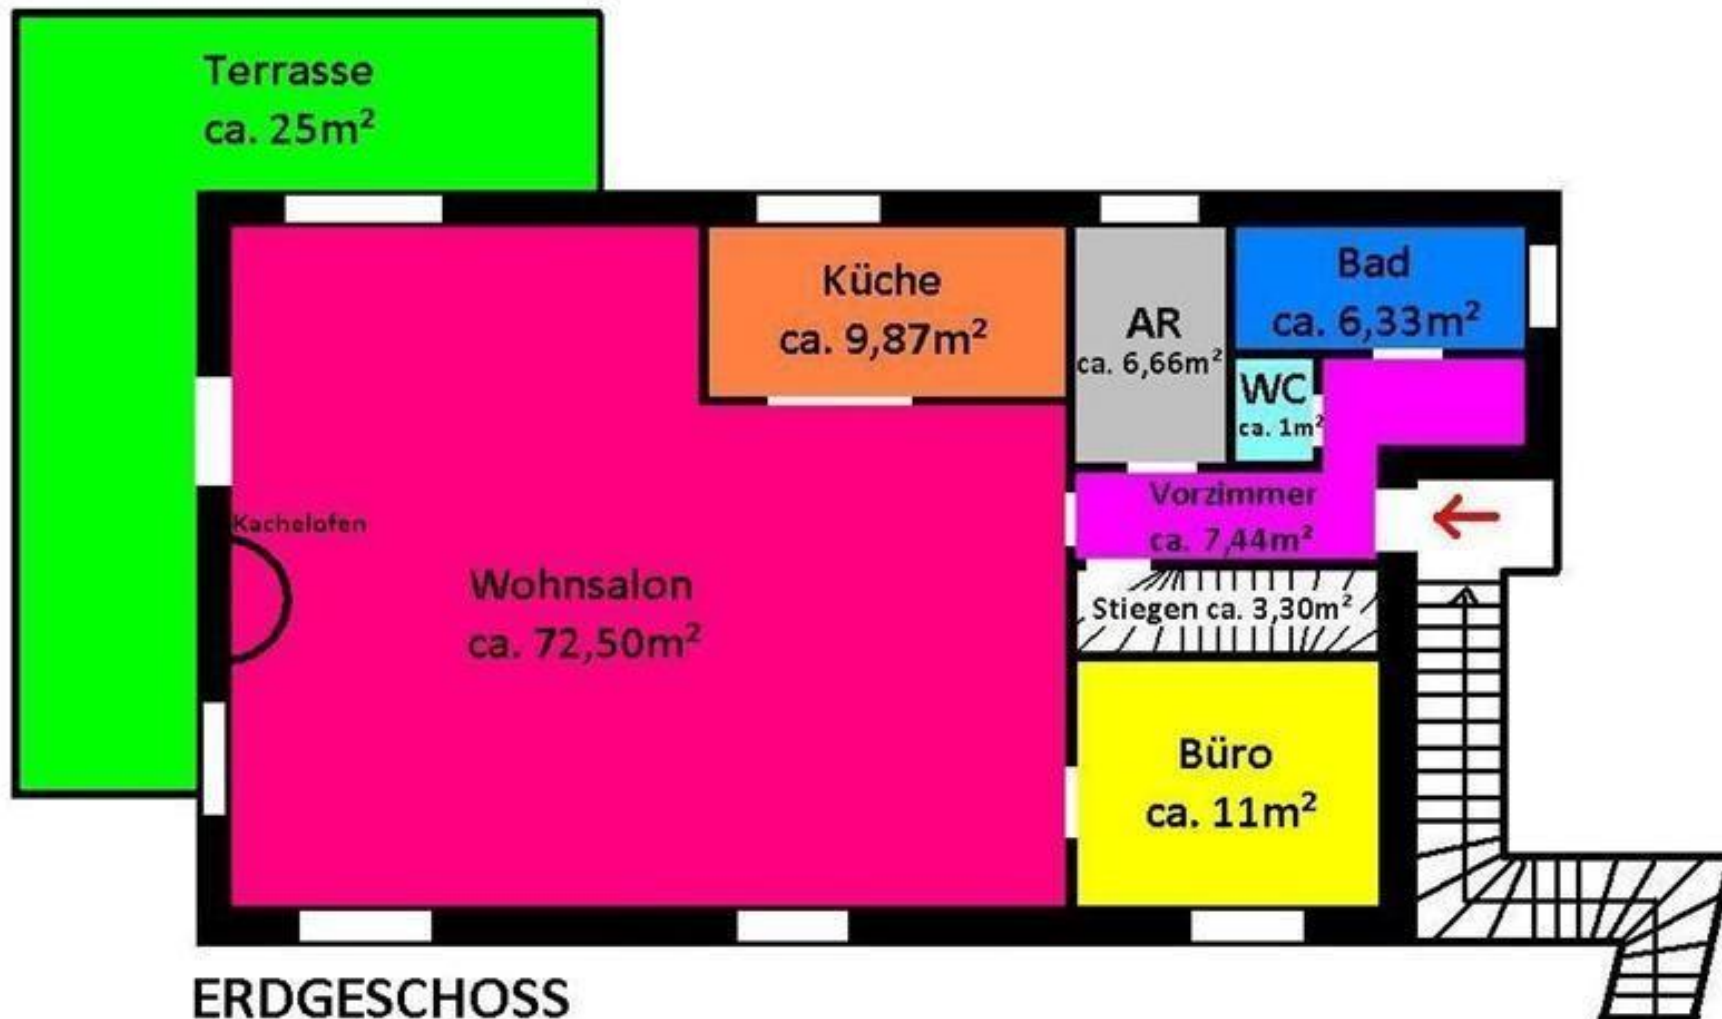 Terrasse
ca. 25m²
Küche
ca. 9,87m²
AR
ca. 6,66m²
Bad
ca. 6,33m²
WC
ca. 1m²
Vorzimmer
ca. 7,44m²
Kachelofen
Wohnsalon
ca. 72,50m²
Stiegen ca. 3,30m²
Büro
ca. 11m²
ERDGESCHOSS